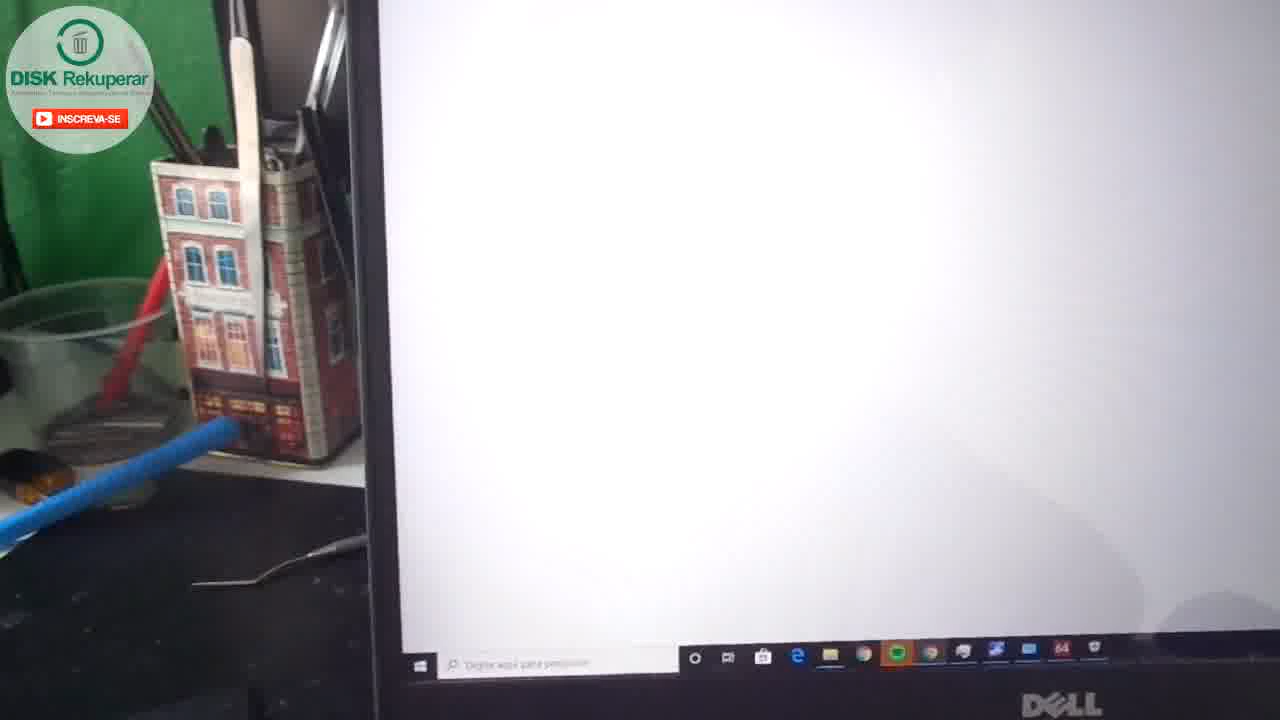 DISK Rekuperar
INSCREVA-SE
Digite aqui para pesquisar
64
DELL